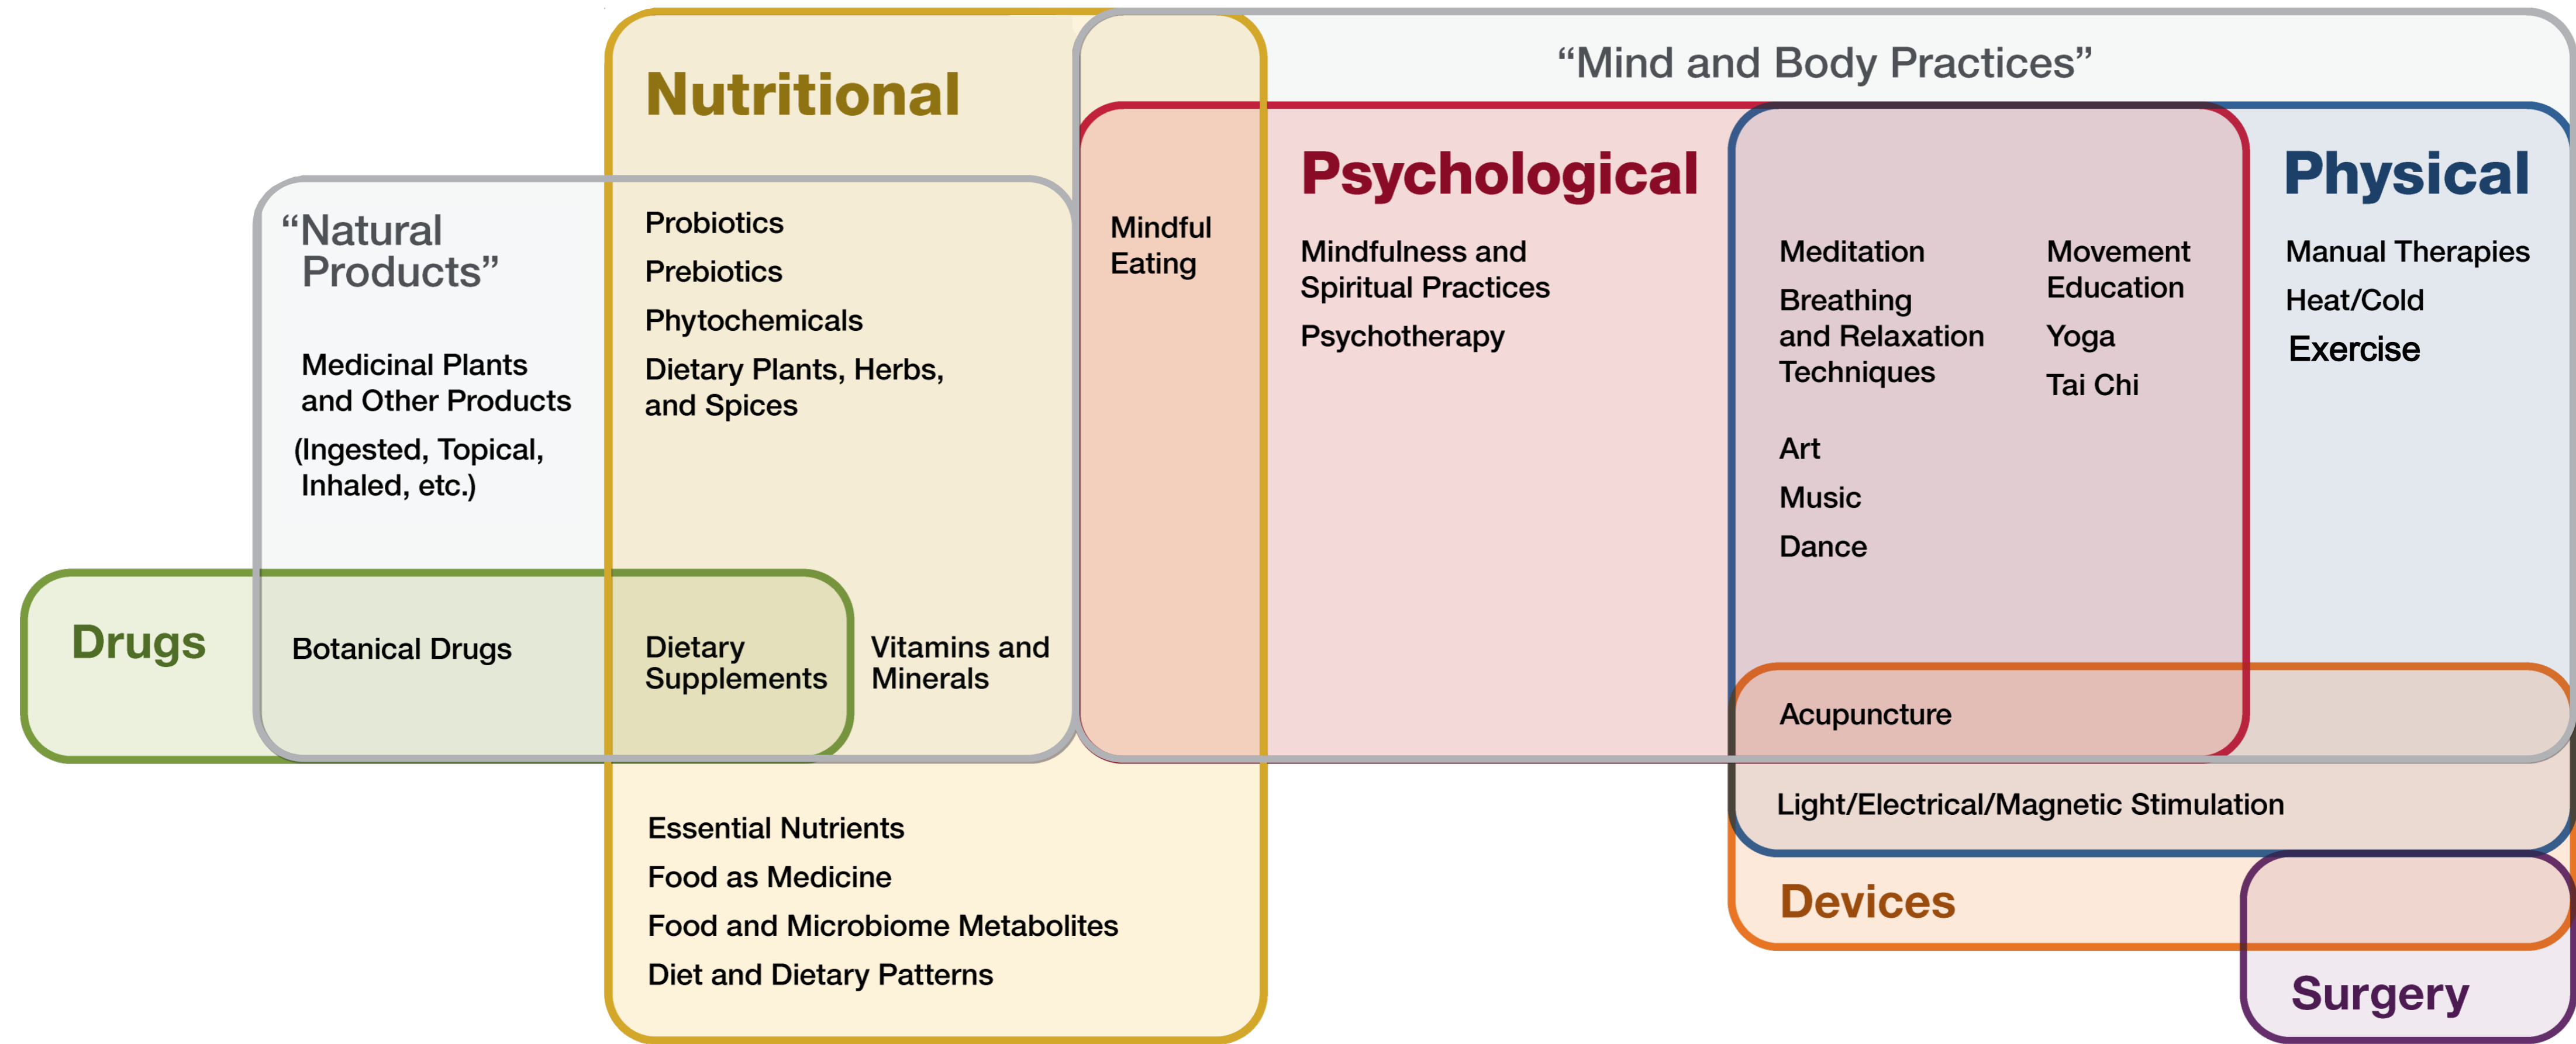 Nutritional
“Mind and Body Practices”
“Natural
Products”
Medicinal Plants
and Other Products
(Ingested, Topical,
Inhaled, etc.)
Probiotics
Prebiotics
Phytochemicals
Dietary Plants, Herbs,
and Spices
Mindful
Eating
Psychological
Mindfulness and
Spiritual Practices
Psychotherapy
Meditation
Breathing
and Relaxation
Techniques
Art
Music
Dance
Movement
Education
Yoga
Tai Chi
Physical
Manual Therapies
Heat/Cold
Exercise
Drugs
Botanical Drugs
Dietary
Supplements
Vitamins and
Minerals
Acupuncture
Light/Electrical/Magnetic Stimulation
Essential Nutrients
Food as Medicine
Food and Microbiome Metabolites
Diet and Dietary Patterns
Devices
Surgery